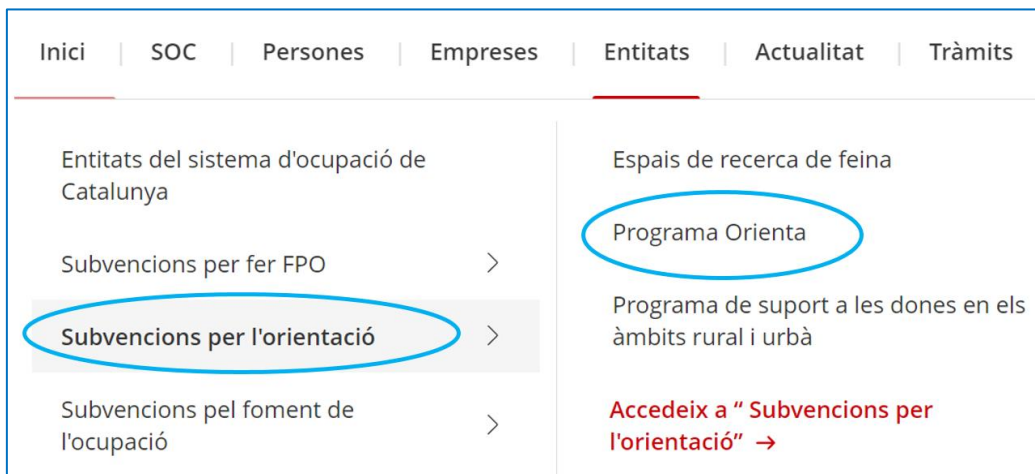 Inici | SOC | Persones | Empreses | Entitats | Actualitat | Tràmits
Entitats del sistema d'ocupació de
Catalunya
Subvencions per fer FPO
Subvencions per l'orientació
Subvencions pel foment de
l'ocupació
Espais de recerca de feina
Programa Orienta
Programa de suport a les dones en els
àmbits rural i urbà
Accedeix a “ Subvencions per
l'orientació” →